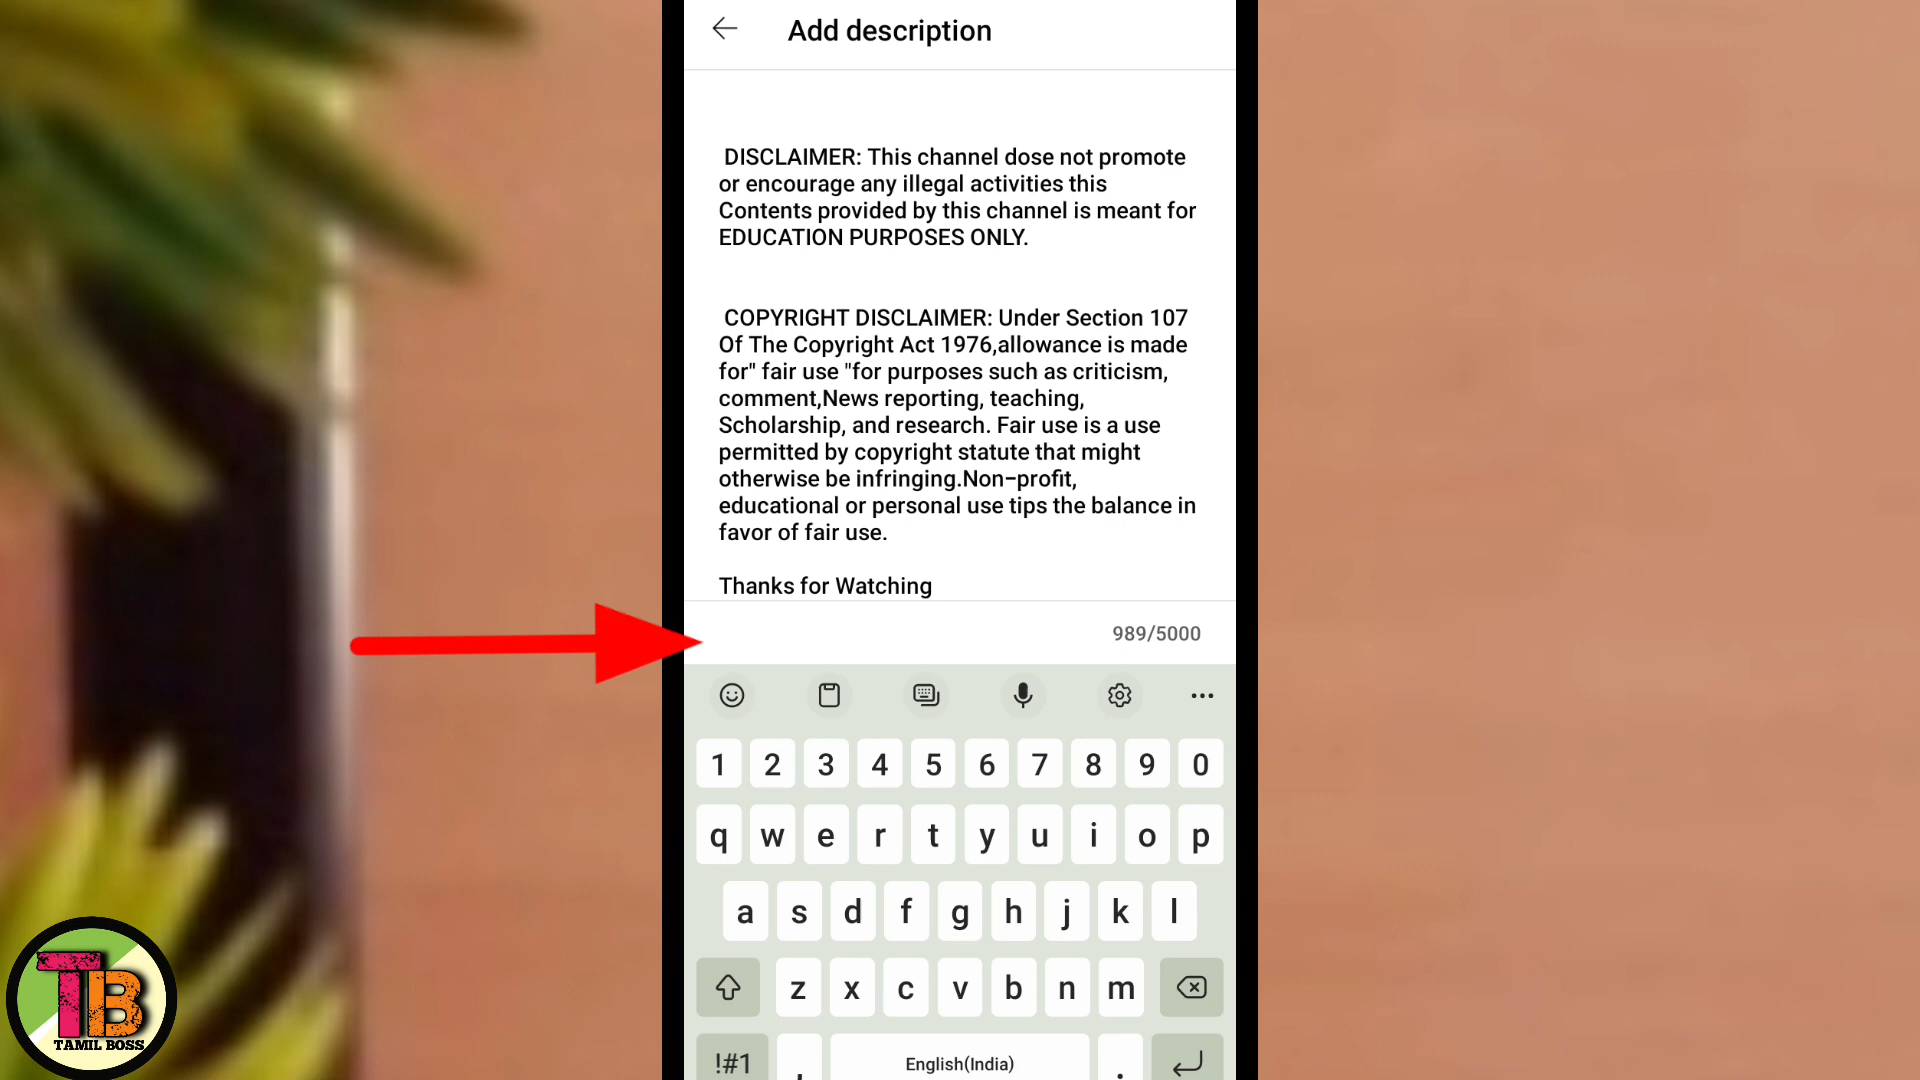 Add description
DISCLAIMER: This channel dose not promote
or encourage any illegal activities this
Contents provided by this channel is meant for
EDUCATION PURPOSES ONLY.
COPYRIGHT DISCLAIMER: Under Section 107
Of The Copyright Act 1976,allowance is made
for" fair use "for purposes such as criticism,
comment,News reporting, teaching,
Scholarship, and research. Fair use is a use
permitted by copyright statute that might
otherwise be infringing.Non-profit,
educational or personal use tips the balance in
favor of fair use.
Thanks for Watching
989/5000
1 2 3 4 5 6 7 8 9 0
q w e r t y u i o p
a s d f g h j k l
z x c v b n m
!#1 , English(India) .
TB
TAMIL BOSS